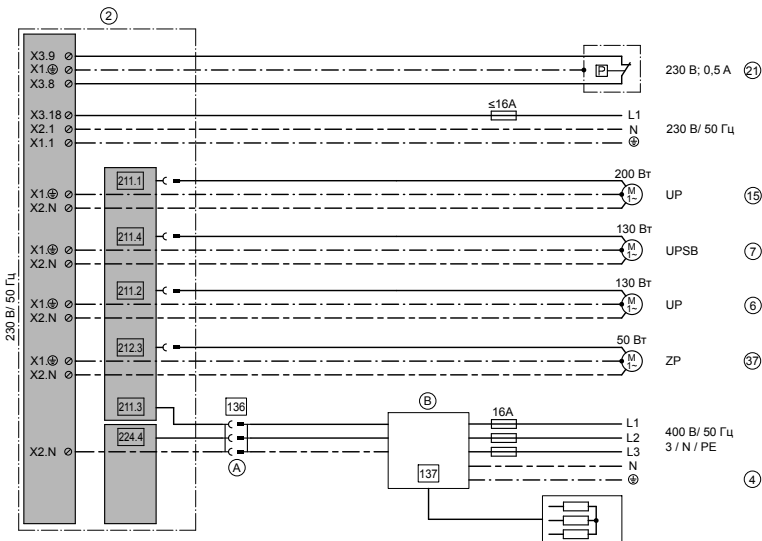 2
X3.9
X1.⏚
P
230 В; 0,5 А 21
X3.8
≤16A
X3.18 L1
X2.1 N 230 В/ 50 Гц
X1.1 ⏚
211.1 200 Вт
X1.⏚ M 1~ UP 15
X2.N
211.4 130 Вт
X1.⏚ M 1~ UPSB 7
X2.N
211.2 130 Вт
X1.⏚ M 1~ UP 6
X2.N
230 В/ 50 Гц
212.3 50 Вт
X1.⏚ M 1~ ZP 37
X2.N
211.3 136 B 16A
L1
224.4 L2 400 В/ 50 Гц
X2.N L3 3 / N / PE
A 137 N
⏚ 4